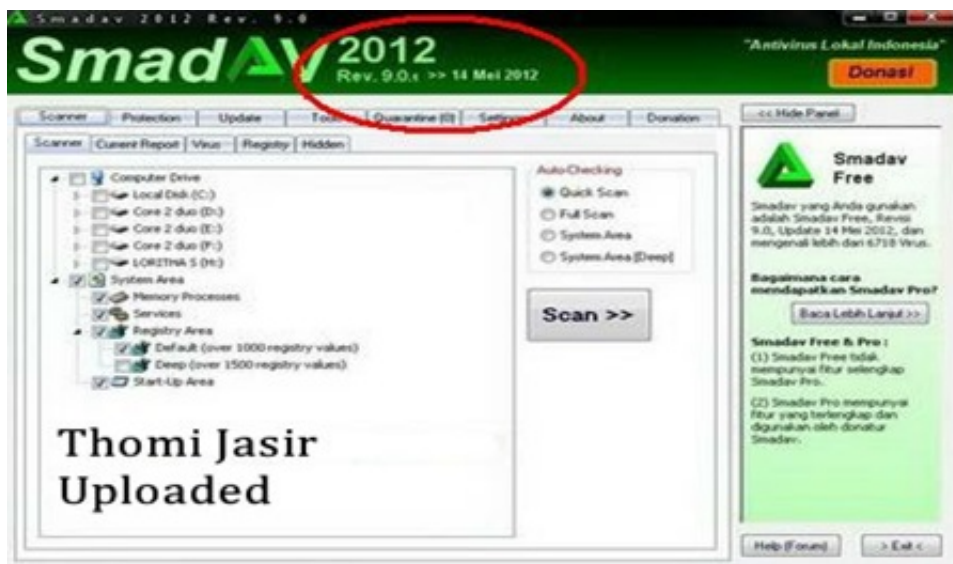 Smadav 2012 Rev. 9.0
SmadAV 2012
Rev. 9.0.1 >> 14 Mei 2012
"Antivirus Lokal Indonesia"
Donasi
Scanner Protection Update Tools Quarantine (0) Settings About Donation
<< Hide Panel
Scanner Current Report Virus Registry Hidden
Computer Drive
Local Disk (C:)
Core 2 duo (D:)
Core 2 duo (E:)
Core 2 duo (F:)
LORITHA S (H:)
System Area
Memory Processes
Services
Registry Area
Default (over 1000 registry values)
Deep (over 1500 registry values)
Start-Up Area
Auto-Checking
Quick Scan
Full Scan
System Area
System Area [Deep]
Scan >>
Thomi Jasir
Uploaded
Smadav
Free
Smadav yang Anda gunakan
adalah Smadav Free, Revisi
9.0, Update 14 Mei 2012, dan
mengenali lebih dari 6718 Virus.
Bagaimana cara
mendapatkan Smadav Pro?
Baca Lebih Lanjut >>
Smadav Free & Pro :
(1) Smadav Free tidak
mempunyai fitur selengkap
Smadav Pro.
(2) Smadav Pro mempunyai
fitur yang terlengkap dan
digunakan oleh donatur
Smadav.
Help (Forum)
> Exit <